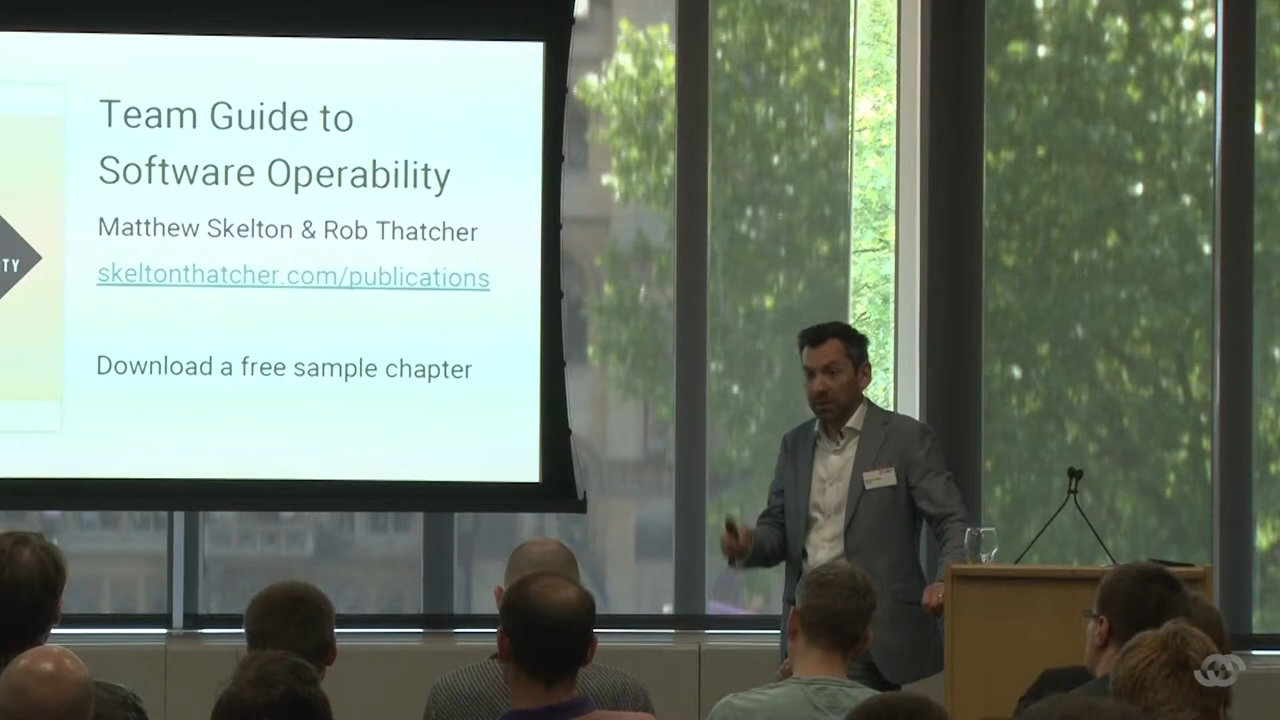 Team Guide to
Software Operability
Matthew Skelton & Rob Thatcher
skeltonthatcher.com/publications
Download a free sample chapter
TY